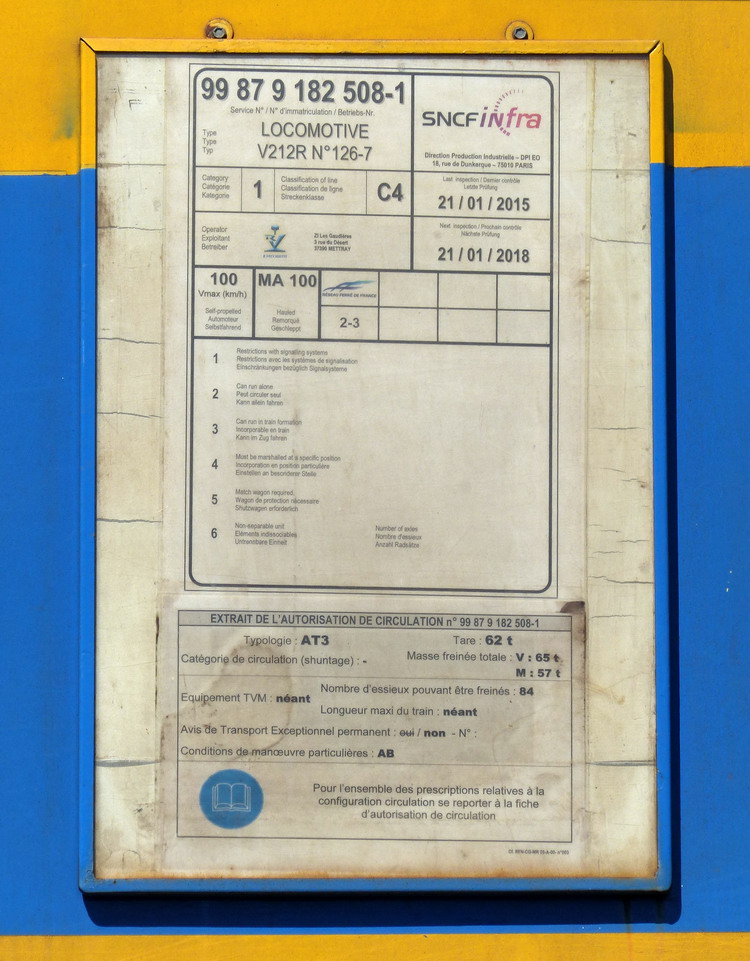 99 87 9 182 508-1
Service N° / N° d'immatriculation / Betriebs-Nr.
Type
Type
Typ
LOCOMOTIVE
V212R N°126-7
SNCF infra
Direction Production Industrielle – DPI EO
18, rue de Dunkerque – 75010 PARIS
Category
Catégorie
Kategorie
1
Classification of line
Classification de ligne
Streckenklasse
C4
Last inspection / Dernier contrôle
Letzte Prüfung
21 / 01 / 2015
Operator
Exploitant
Betreiber
ZI Les Gaudières
3 rue du Désert
37390 METTRAY
Next inspection / Prochain contrôle
Nächste Prüfung
21 / 01 / 2018
100
Vmax (km/h)
Self-propelled
Automoteur
Selbstfahrend
MA 100
Hauled
Remorqué
Geschleppt
RÉSEAU FERRÉ DE FRANCE
2-3
1
Restrictions with signalling systems
Restrictions avec les systèmes de signalisation
Einschränkungen bezüglich Signalsysteme
2
Can run alone
Peut circuler seul
Kann allein fahren
3
Can run in train formation
Incorporable en train
Kann im Zug fahren
4
Must be marshalled at a specific position
Incorporation en position particulière
Einstellen an besonderer Stelle
5
Match wagon required
Wagon de protection nécessaire
Shutzwagen erforderlich
6
Non-separable unit
Eléments indissociables
Untrennbare Einheit
Number of axles
Nombre d'essieux
Anzahl Radsätze
EXTRAIT DE L'AUTORISATION DE CIRCULATION n° 99 87 9 182 508-1
Typologie : AT3
Tare : 62 t
Catégorie de circulation (shuntage) : -
Masse freinée totale : V : 65 t
M : 57 t
Equipement TVM : néant
Nombre d'essieux pouvant être freinés : 84
Longueur maxi du train : néant
Avis de Transport Exceptionnel permanent : oui / non - N° :
Conditions de manœuvre particulières : AB
Pour l'ensemble des prescriptions relatives à la
configuration circulation se reporter à la fiche
d'autorisation de circulation